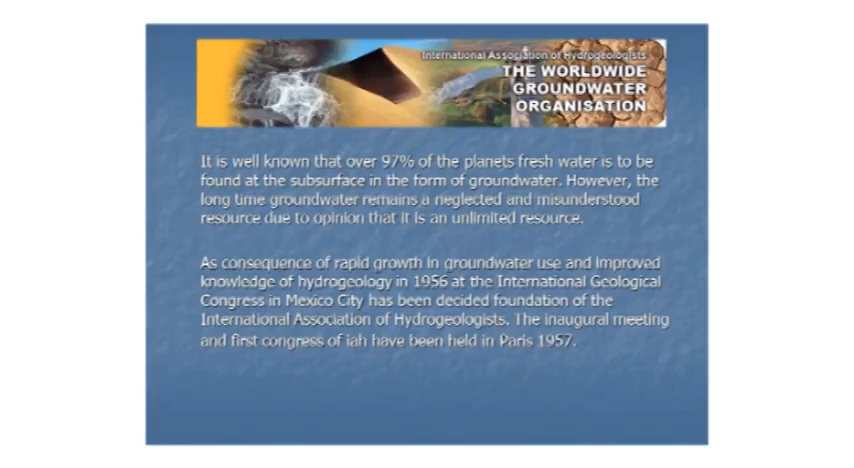 International Association of Hydrogeologists
THE WORLDWIDE
GROUNDWATER
ORGANISATION
It is well known that over 97% of the planets fresh water is to be
found at the subsurface in the form of groundwater. However, the
long time groundwater remains a neglected and misunderstood
resource due to opinion that it is an unlimited resource.
As consequence of rapid growth in groundwater use and improved
knowledge of hydrogeology in 1956 at the International Geological
Congress in Mexico City has been decided foundation of the
International Association of Hydrogeologists. The inaugural meeting
and first congress of iah have been held in Paris 1957.